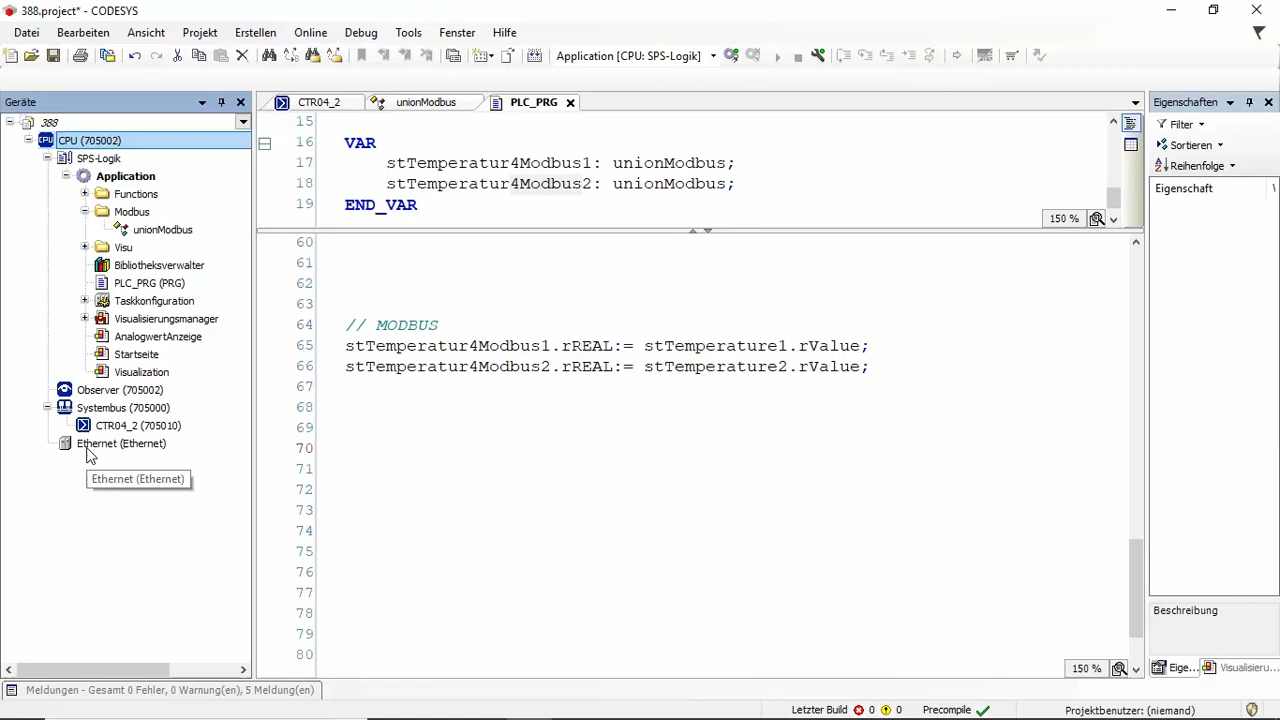 388.project* - CODESYS
Datei Bearbeiten Ansicht Projekt Erstellen Online Debug Tools Fenster Hilfe
Application [CPU: SPS-Logik]
Geräte
388
CPU (705002)
SPS-Logik
Application
Functions
Modbus
unionModbus
Visu
Bibliotheksverwalter
PLC_PRG (PRG)
Taskkonfiguration
Visualisierungsmanager
AnalogwertAnzeige
Startseite
Visualization
Observer (705002)
Systembus (705000)
CTR04_2 (705010)
Ethernet (Ethernet)
Ethernet (Ethernet)
CTR04_2 unionModbus PLC_PRG
15
16 VAR
17 stTemperatur4Modbus1: unionModbus;
18 stTemperatur4Modbus2: unionModbus;
19 END_VAR
150 %
60
61
62
63
64 // MODBUS
65 stTemperatur4Modbus1.rREAL:= stTemperature1.rValue;
66 stTemperatur4Modbus2.rREAL:= stTemperature2.rValue;
67
68
69
70
71
72
73
74
75
76
77
78
79
80
150 %
Eigenschaften
Filter
Sortieren
Reihenfolge
Eigenschaft
Beschreibung
Eige... Visualisieru...
Meldungen - Gesamt 0 Fehler, 0 Warnung(en), 5 Meldung(en)
Letzter Build 0 0 Precompile Projektbenutzer: (niemand)